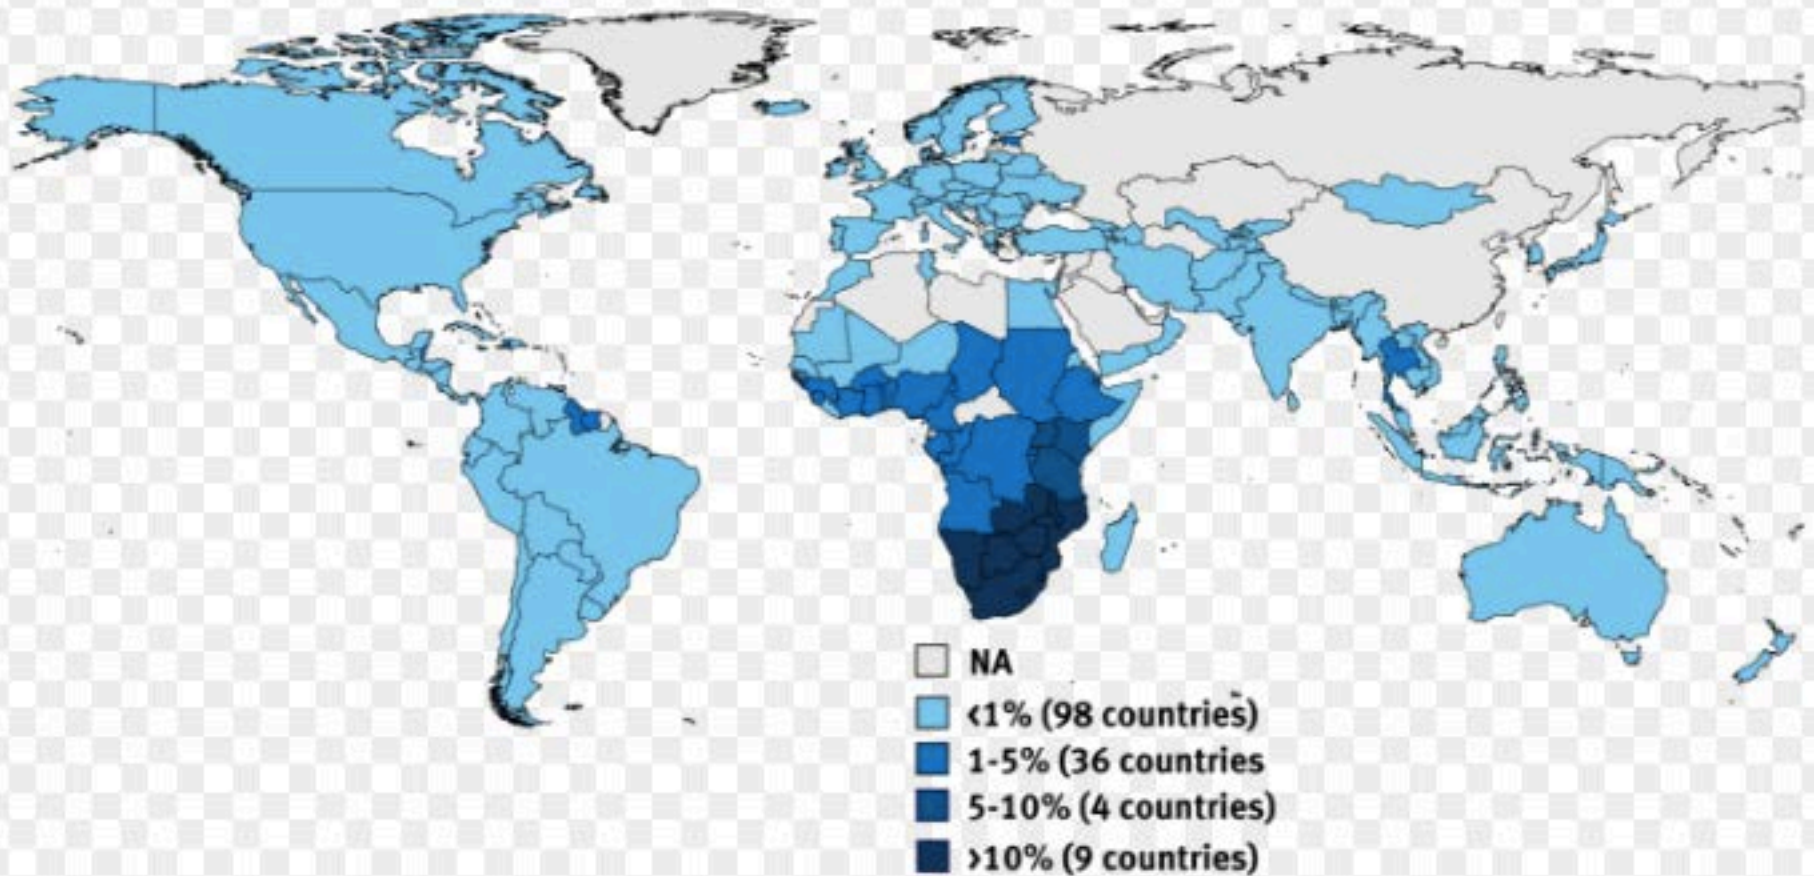 NA
<1% (98 countries)
1-5% (36 countries
5-10% (4 countries)
>10% (9 countries)